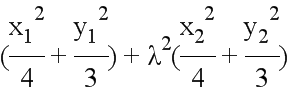 (x₁²/4 + y₁²/3) + λ²(x₂²/4 + y₂²/3)